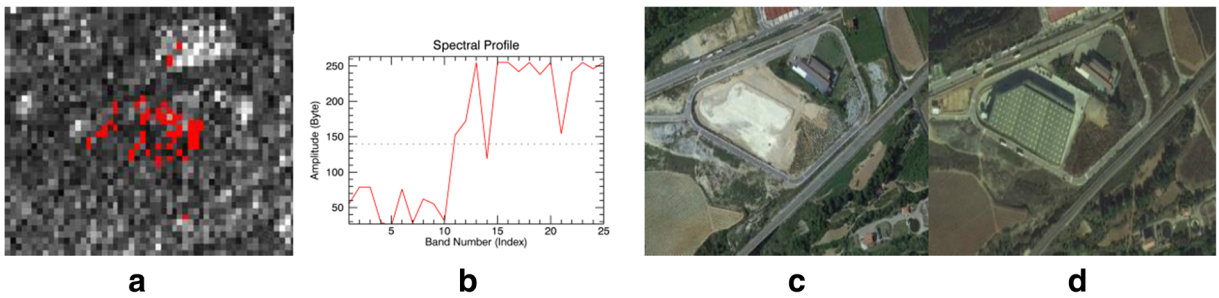 Spectral Profile
250
200
150
100
50
Amplitude (Byte)
5
10
15
20
25
Band Number (Index)
a
b
c
d